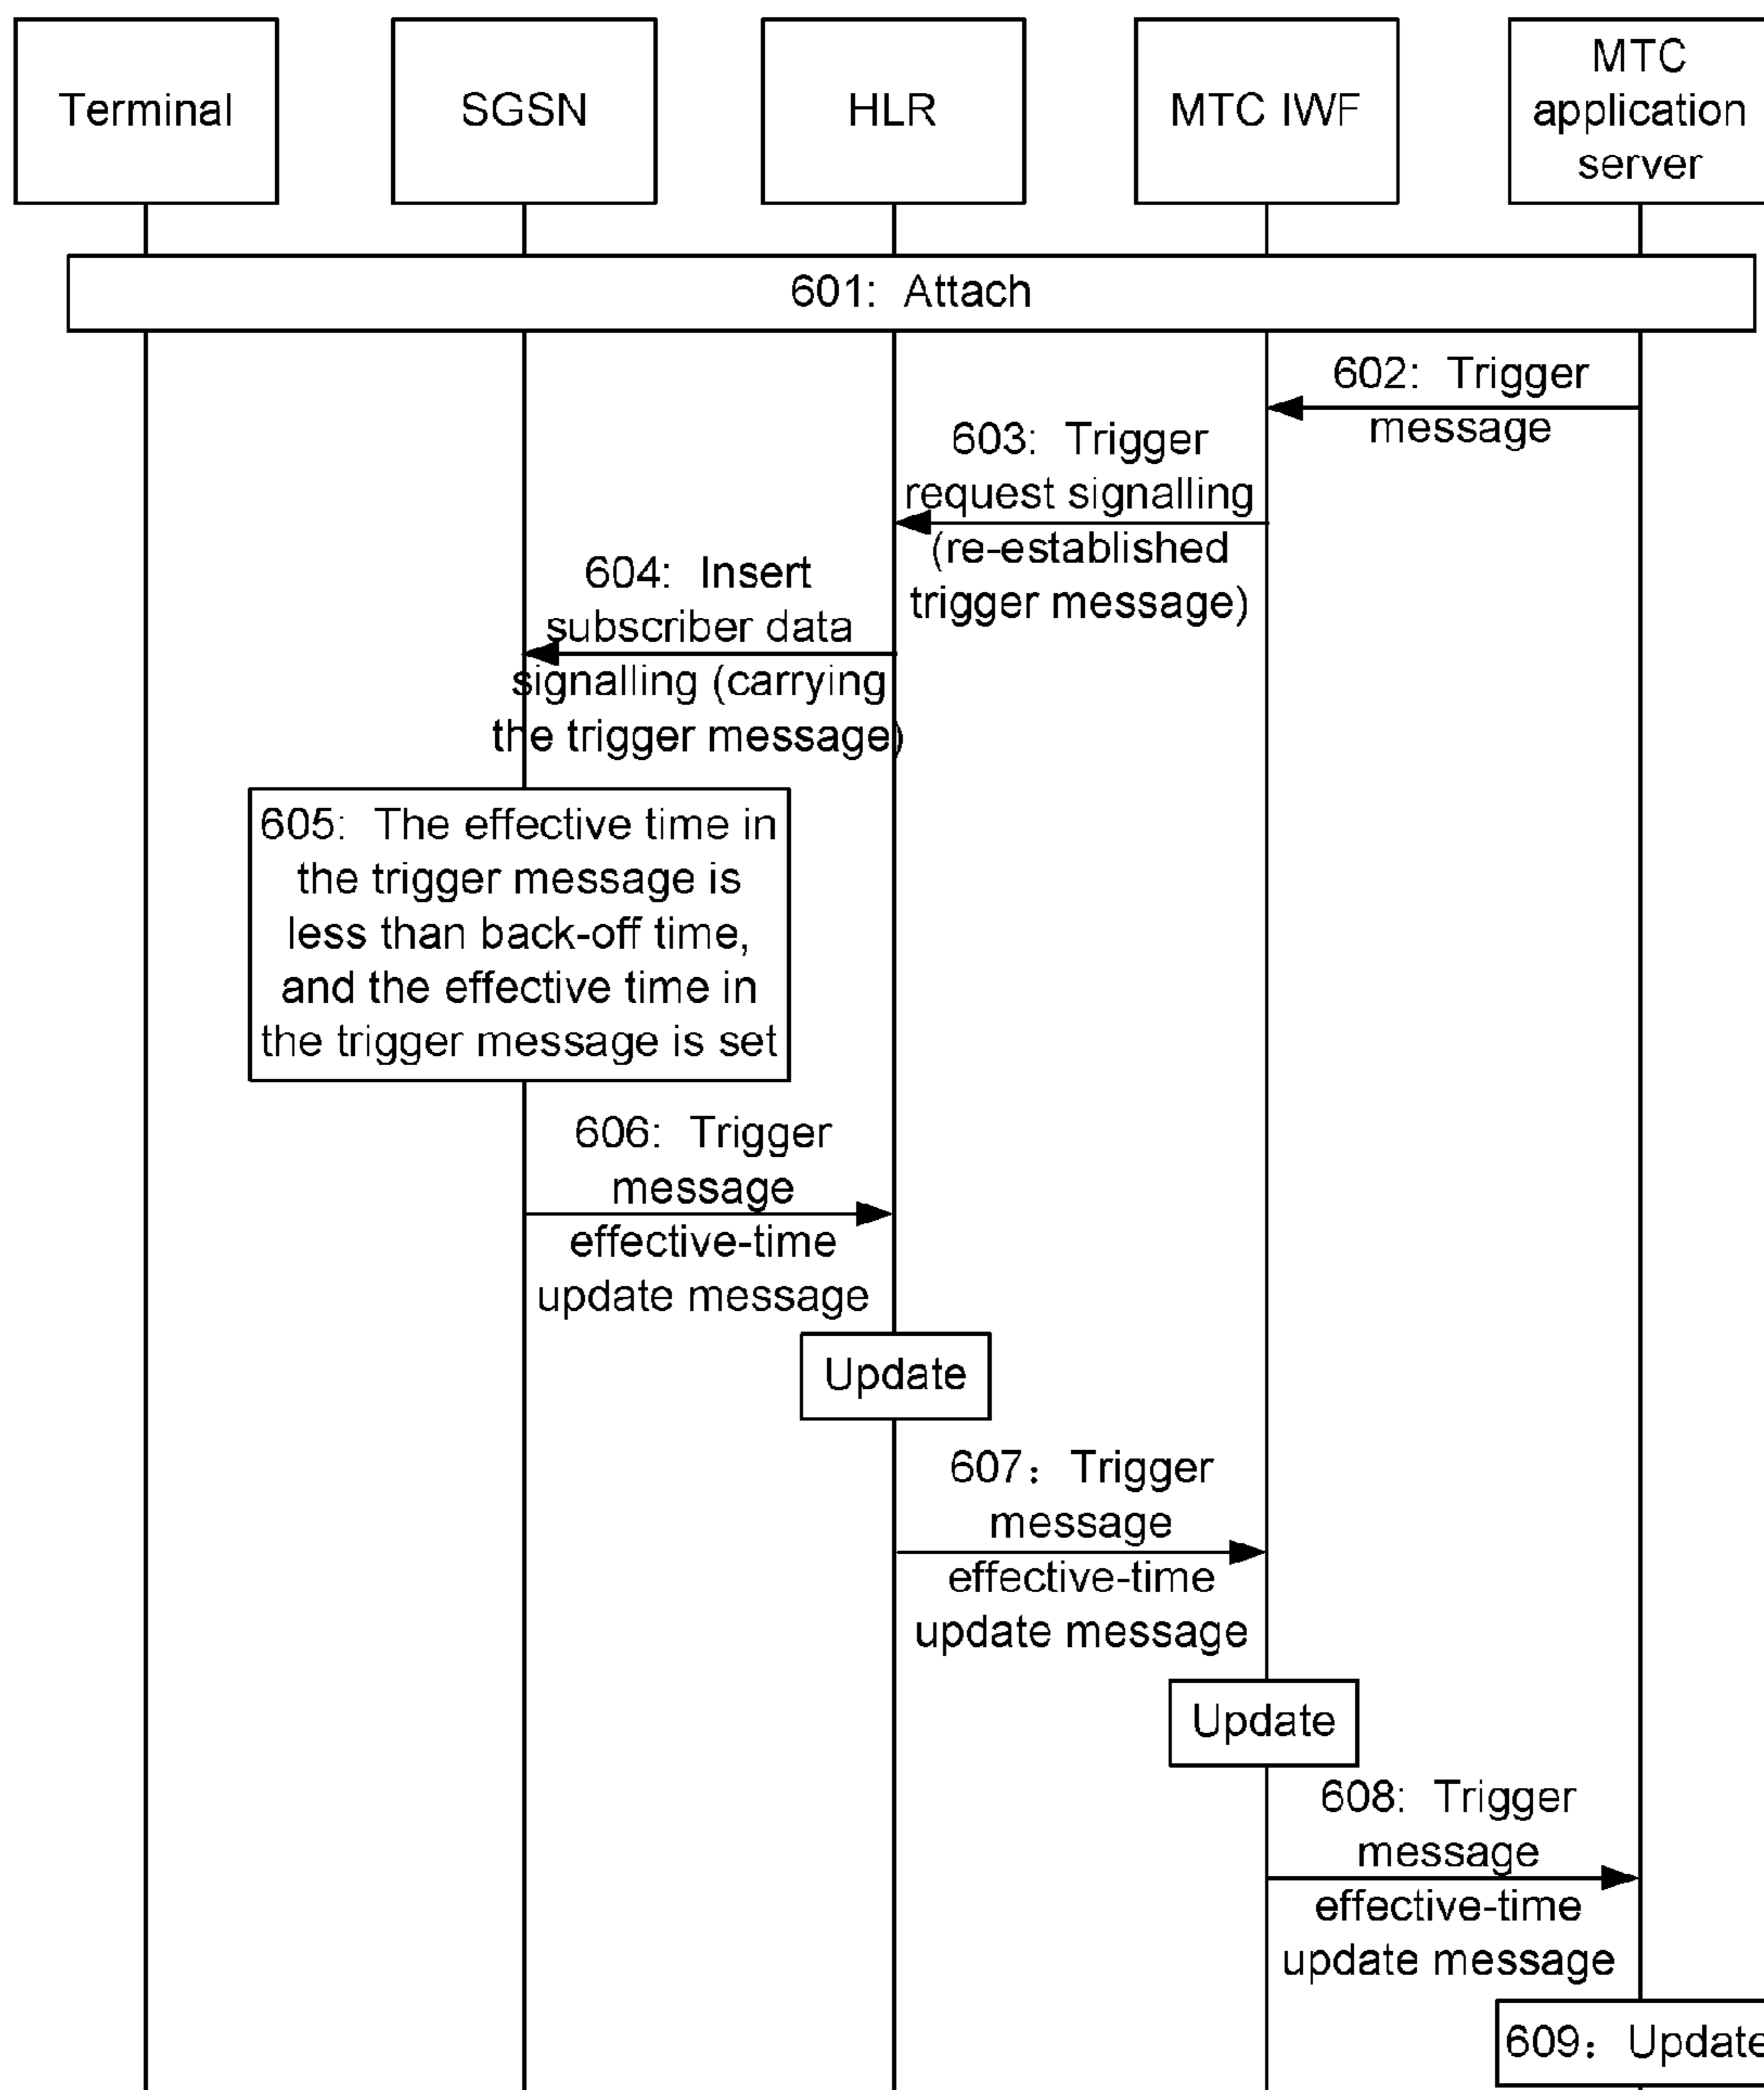 Terminal
SGSN
HLR
MTC IWF
MTC
application
server
601: Attach
602: Trigger
message
603: Trigger
request signalling
(re-established
trigger message)
604: Insert
subscriber data
signalling (carrying
the trigger message)
605: The effective time in
the trigger message is
less than back-off time,
and the effective time in
the trigger message is set
606: Trigger
message
effective-time
update message
Update
607：Trigger
message
effective-time
update message
Update
608: Trigger
message
effective-time
update message
609：Update